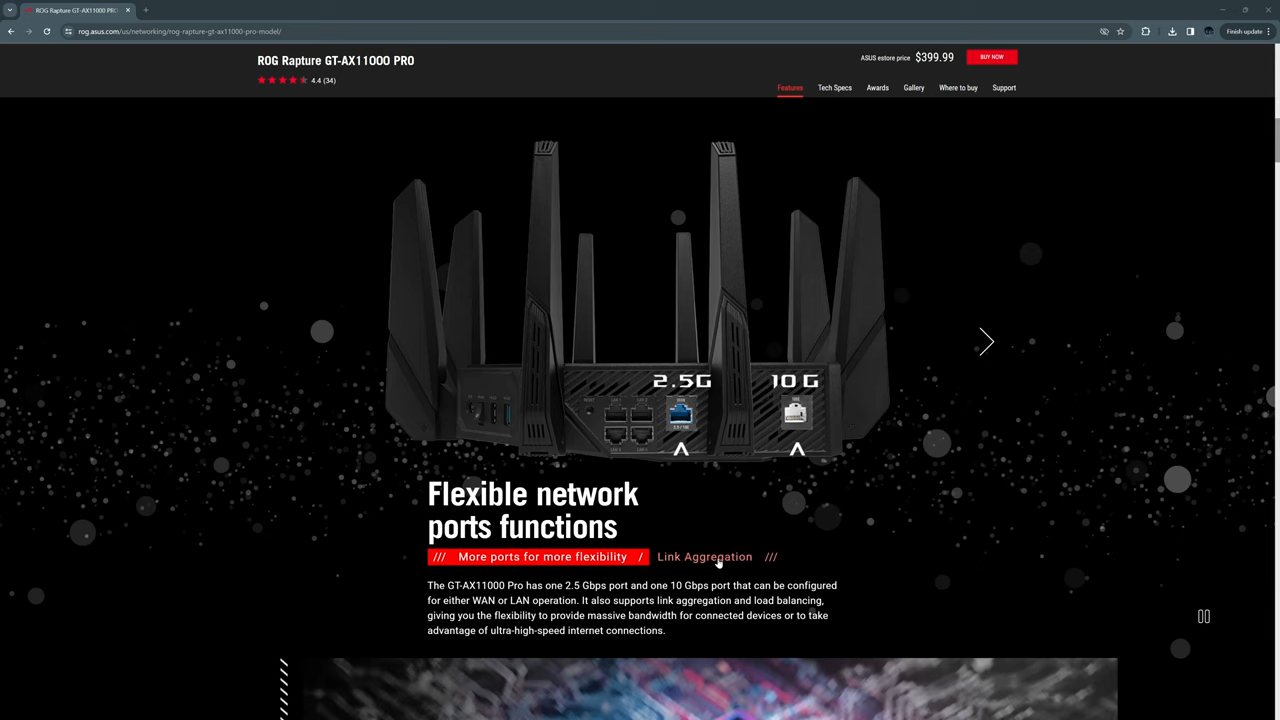 ROG Rapture GT-AX11000 PRO
rog.asus.com/us/networking/rog-rapture-gt-ax11000-pro-model/
Finish update
ROG Rapture GT-AX11000 PRO
4.4 (34)
ASUS estore price $399.99
BUY NOW
Features Tech Specs Awards Gallery Where to buy Support
2.5G 10 G
Flexible network
ports functions
/// More ports for more flexibility / Link Aggregation ///
The GT-AX11000 Pro has one 2.5 Gbps port and one 10 Gbps port that can be configured
for either WAN or LAN operation. It also supports link aggregation and load balancing,
giving you the flexibility to provide massive bandwidth for connected devices or to take
advantage of ultra-high-speed internet connections.